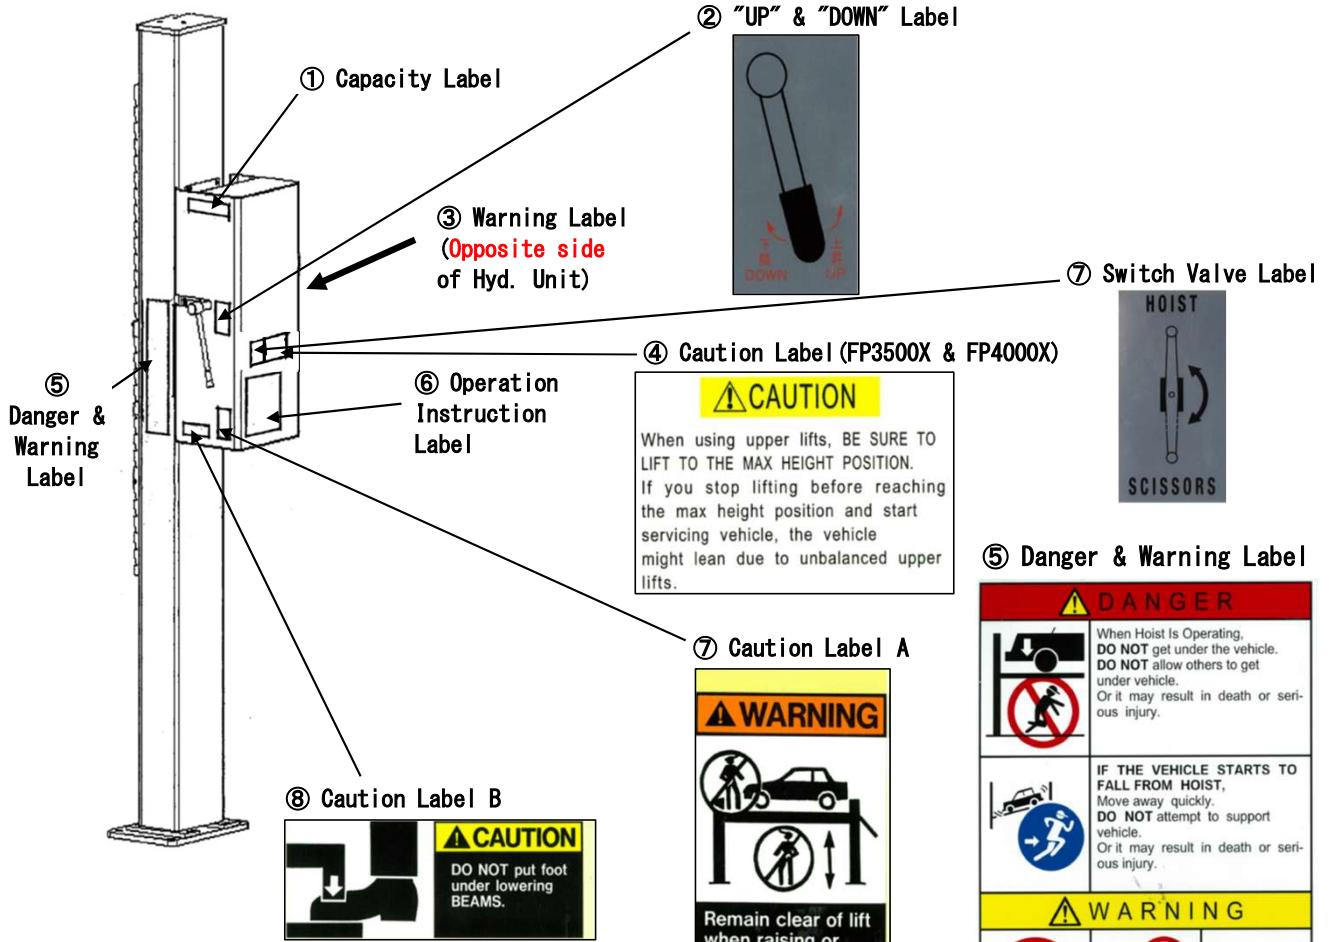 ② "UP" & "DOWN" Label
① Capacity Label
③ Warning Label
(Opposite side
of Hyd. Unit)
DOWN
UP
⑦ Switch Valve Label
HOIST
SCISSORS
④ Caution Label(FP3500X & FP4000X)
⚠CAUTION
When using upper lifts, BE SURE TO
LIFT TO THE MAX HEIGHT POSITION.
If you stop lifting before reaching
the max height position and start
servicing vehicle, the vehicle
might lean due to unbalanced upper
lifts.
⑤
Danger &
Warning
Label
⑥ Operation
Instruction
Label
⑤ Danger & Warning Label
⚠ DANGER
When Hoist Is Operating,
DO NOT get under the vehicle.
DO NOT allow others to get
under vehicle.
Or it may result in death or seri-
ous injury.
IF THE VEHICLE STARTS TO
FALL FROM HOIST,
Move away quickly.
DO NOT attempt to support
vehicle.
Or it may result in death or seri-
ous injury.
⚠ WARNING
⑦ Caution Label A
⚠ WARNING
Remain clear of lift
when raising or
⑧ Caution Label B
⚠ CAUTION
DO NOT put foot
under lowering
BEAMS.